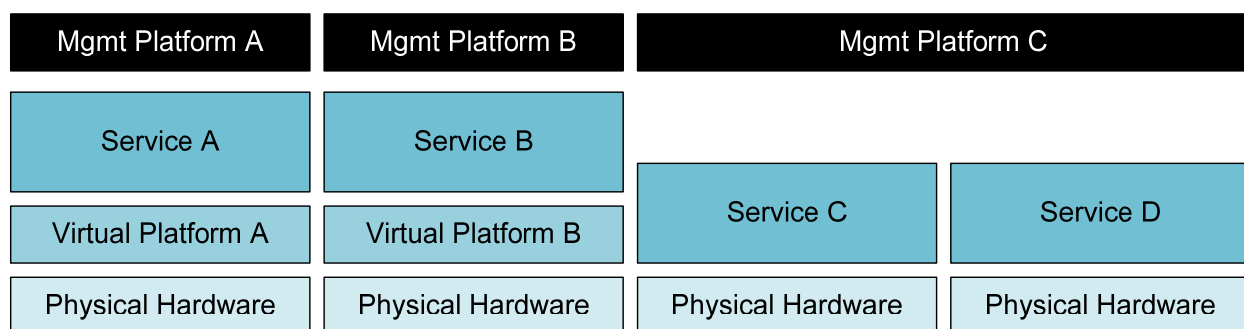 Mgmt Platform A
Mgmt Platform B
Mgmt Platform C
Service A
Service B
Service C
Service D
Virtual Platform A
Virtual Platform B
Physical Hardware
Physical Hardware
Physical Hardware
Physical Hardware